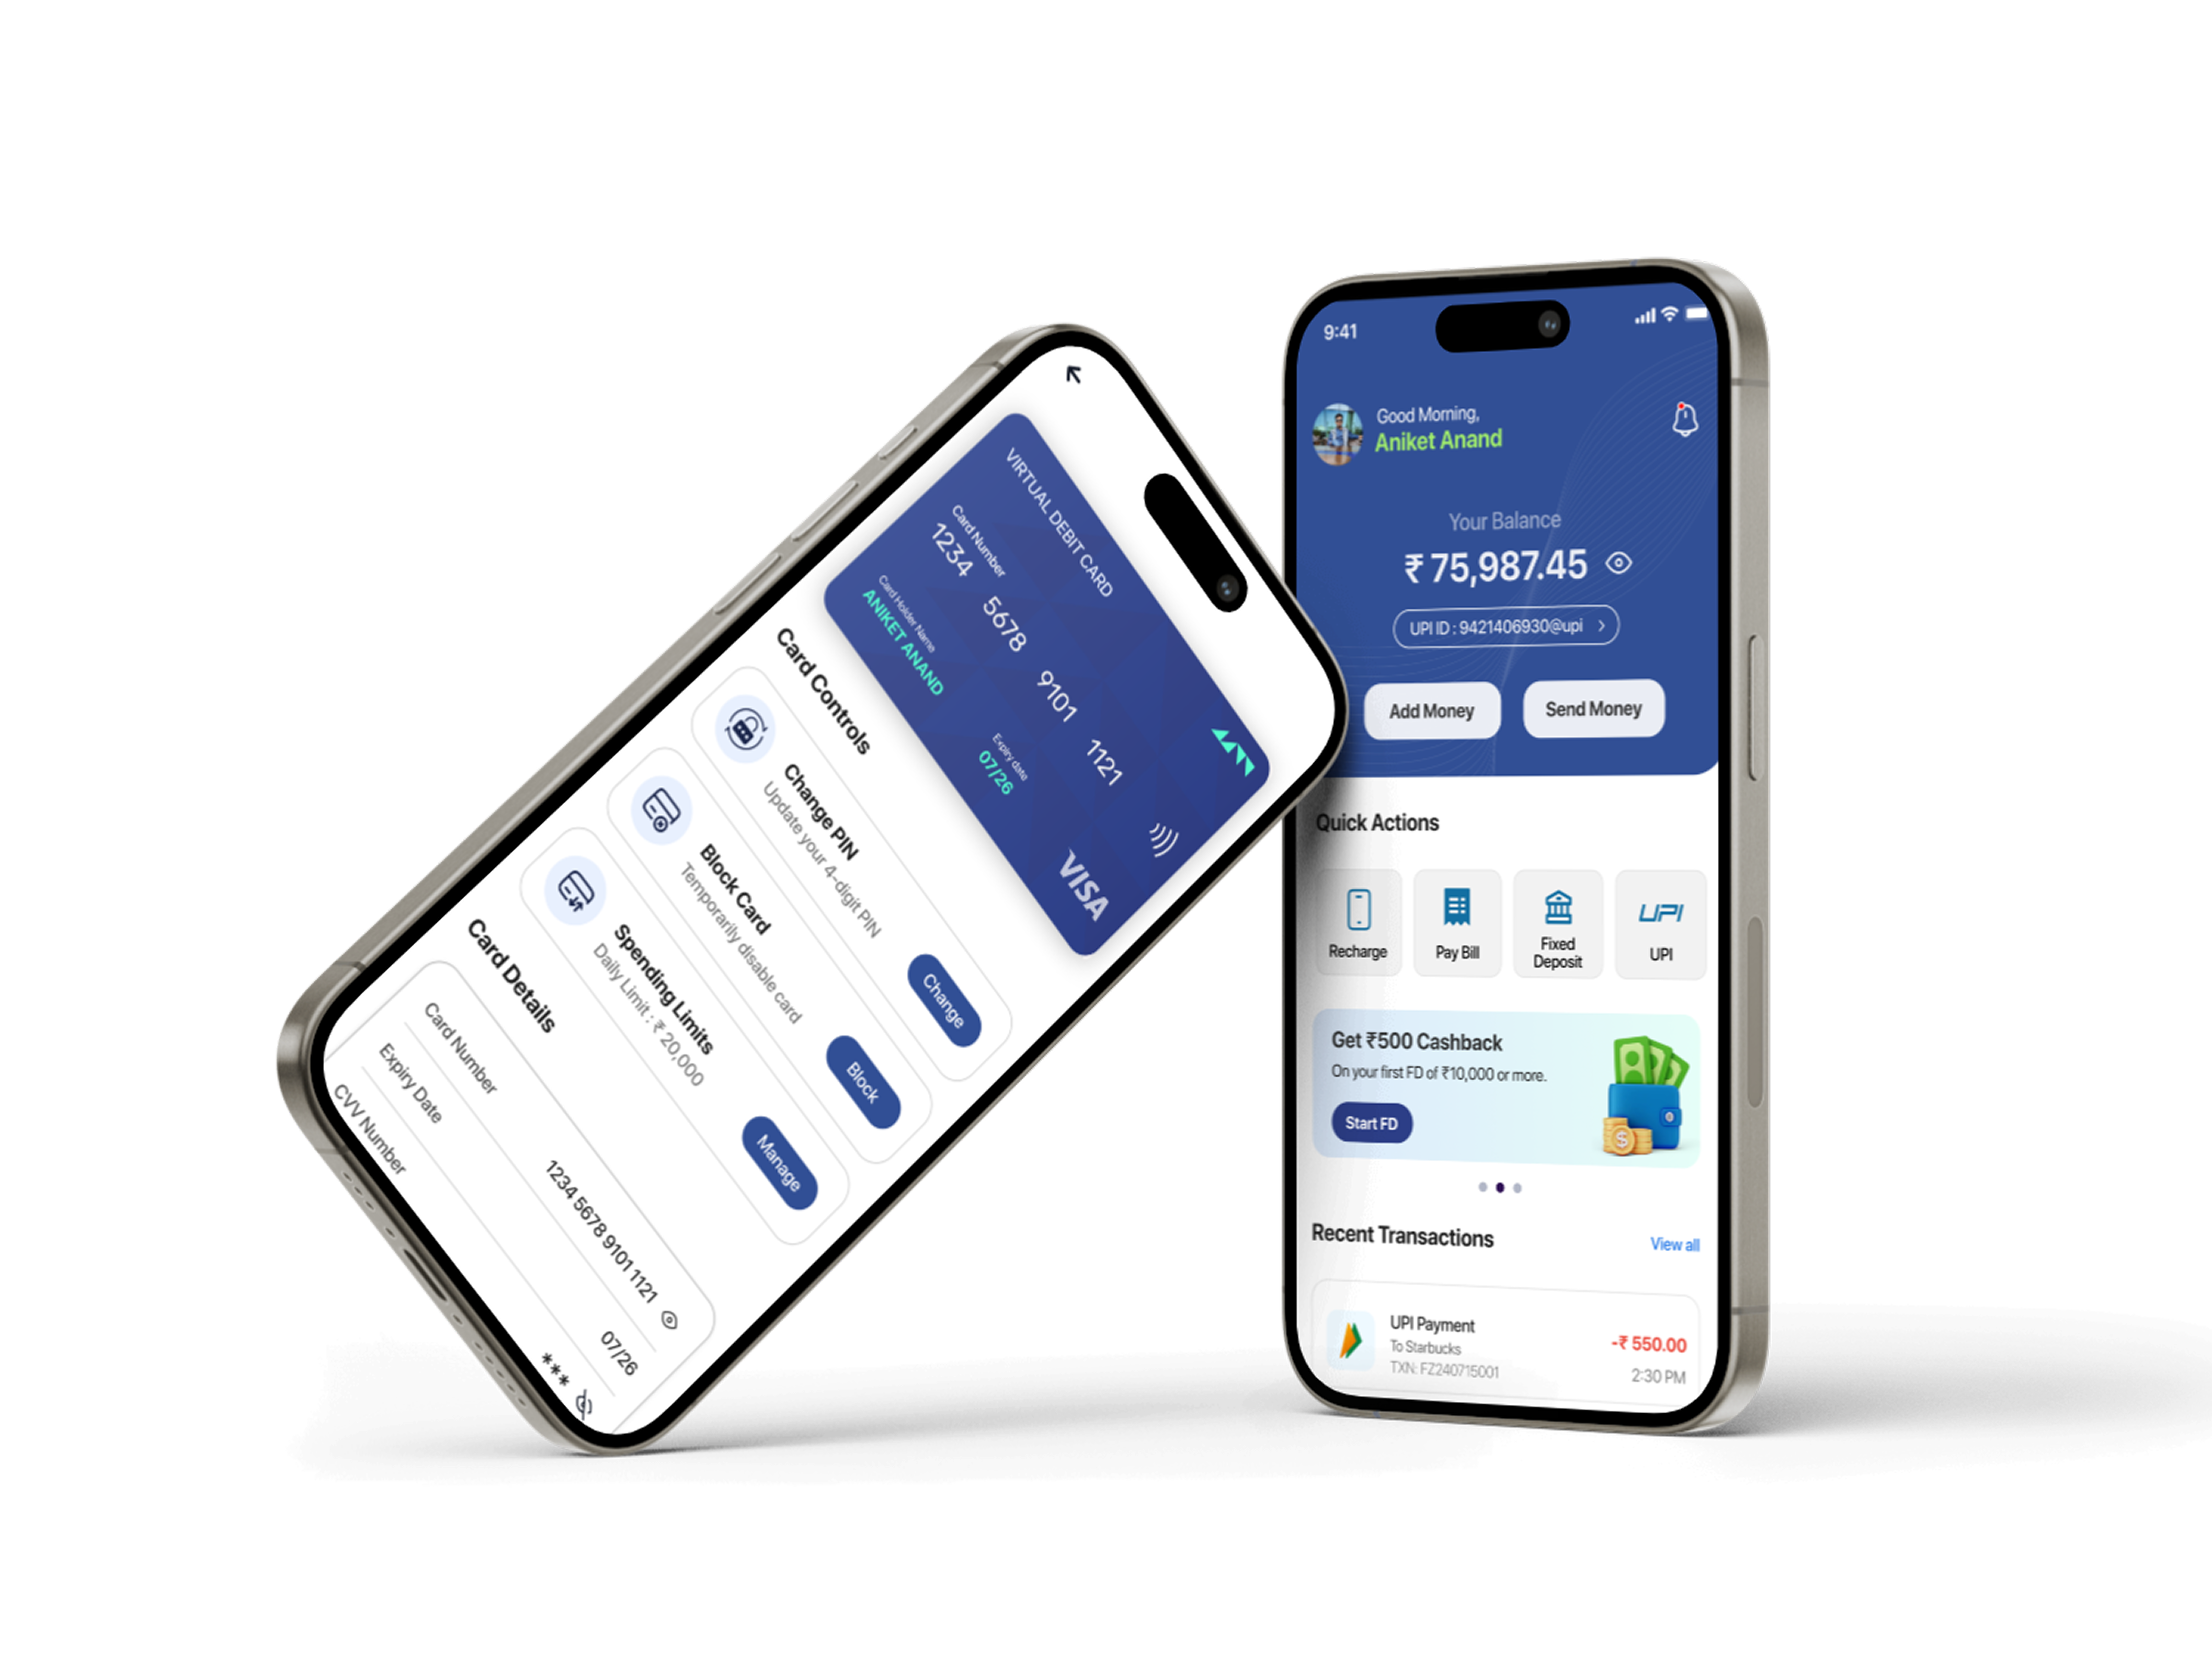 VIRTUAL DEBIT CARD
Card Number
1234 5678 9101 1121
Card Holder Name
ANIKET ANAND
Expiry date
07/26
VISA
Card Controls
Change PIN
Update your 4-digit PIN
Change
Block Card
Temporarily disable card
Block
Spending Limits
Daily Limit : ₹ 20,000
Manage
Card Details
Card Number
1234 5678 9101 1121
Expiry Date
07/26
CVV Number
***
9:41
Good Morning,
Aniket Anand
Your Balance
₹ 75,987.45
UPI ID : 9421406930@upi
Add Money
Send Money
Quick Actions
Recharge
Pay Bill
Fixed
Deposit
UPI
UPI
Get ₹500 Cashback
On your first FD of ₹10,000 or more.
Start FD
Recent Transactions
View all
UPI Payment
To Starbucks
TXN: FZ240715001
-₹ 550.00
2:30 PM